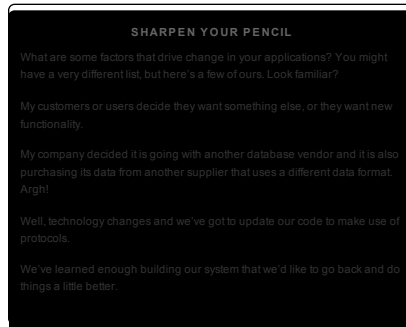 SHARPEN YOUR PENCIL
What are some factors that drive change in your applications? You might
have a very different list, but here's a few of ours. Look familiar?
My customers or users decide they want something else, or they want new
functionality.
My company decided it is going with another database vendor and it is also
purchasing its data from another supplier that uses a different data format.
Argh!
Well, technology changes and we've got to update our code to make use of
protocols.
We've learned enough building our system that we'd like to go back and do
things a little better.